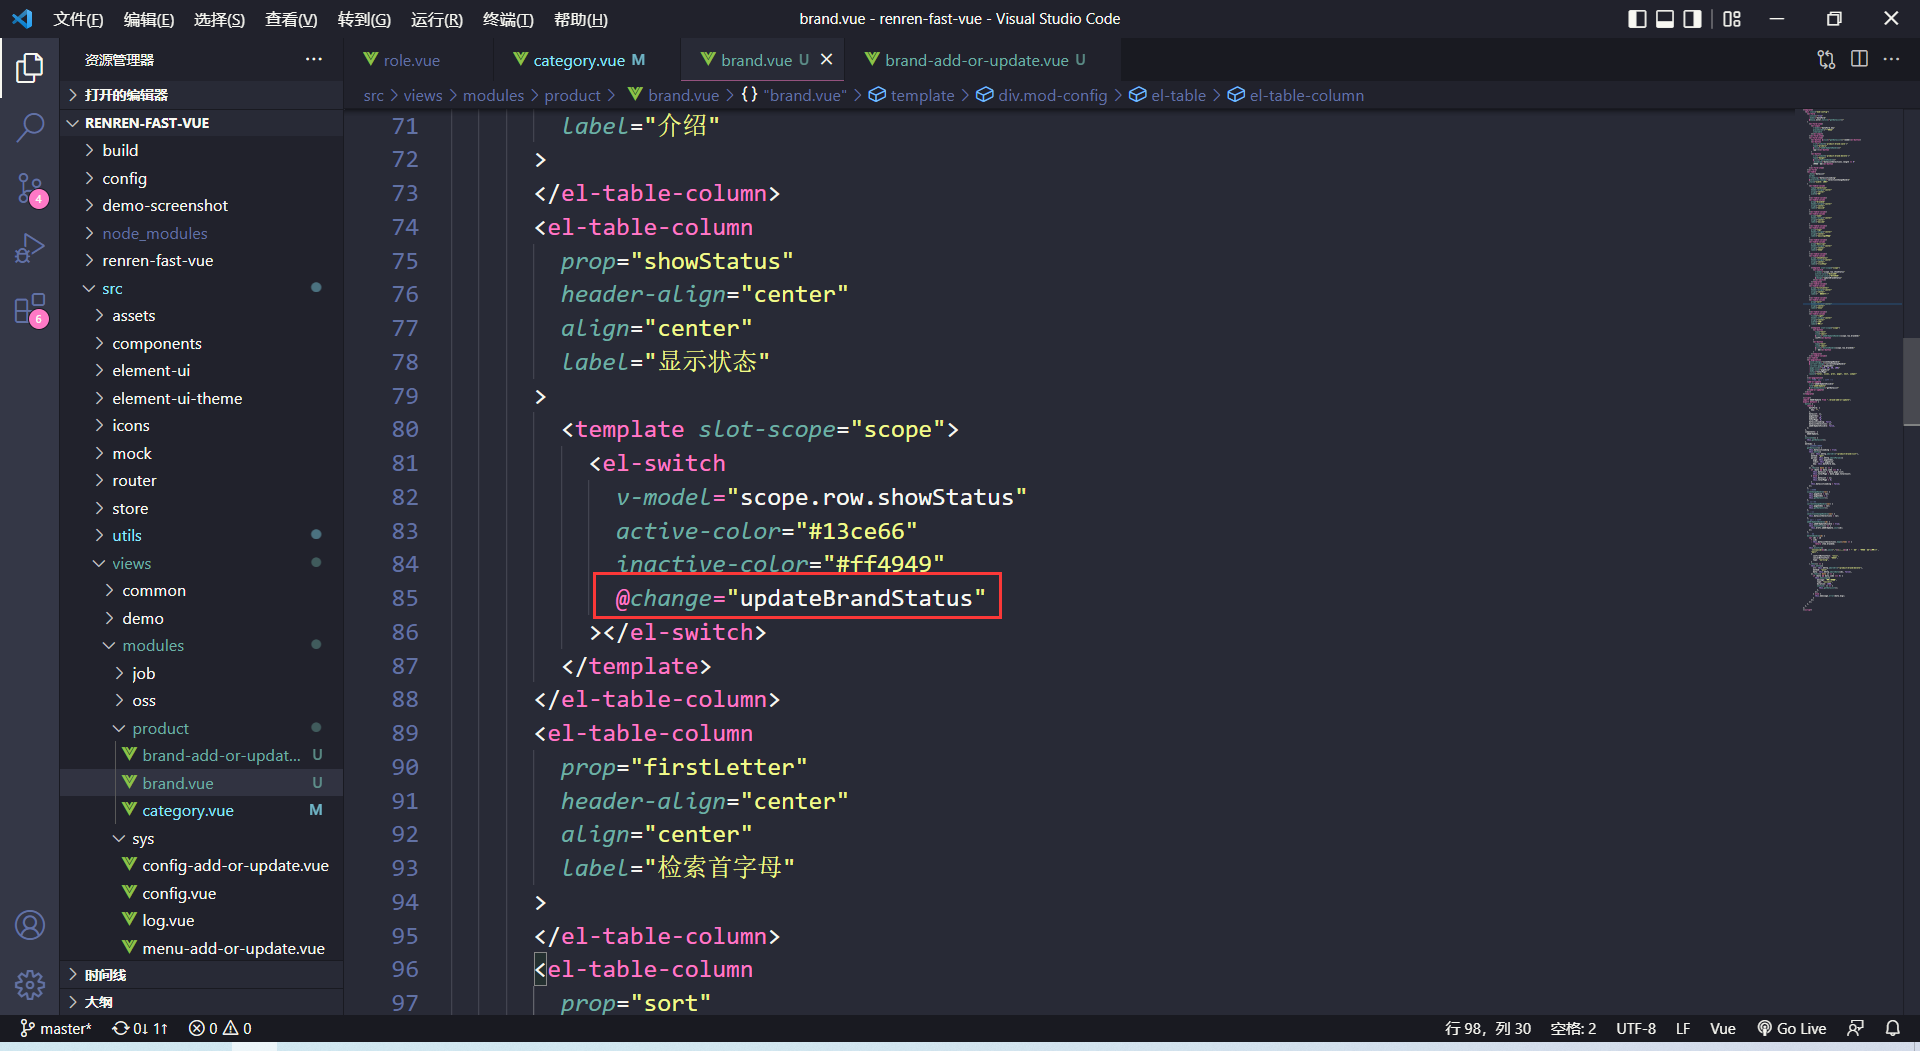 文件(F) 编辑(E) 选择(S) 查看(V) 转到(G) 运行(R) 终端(T) 帮助(H)
brand.vue - renren-fast-vue - Visual Studio Code
资源管理器
打开的编辑器
RENREN-FAST-VUE
build
config
demo-screenshot
node_modules
renren-fast-vue
src
assets
components
element-ui
element-ui-theme
icons
mock
router
store
utils
views
common
demo
modules
job
oss
product
brand-add-or-updat... U
brand.vue U
category.vue M
sys
config-add-or-update.vue
config.vue
log.vue
menu-add-or-update.vue
时间线
大纲
4
6
role.vue
category.vue M
brand.vue U
brand-add-or-update.vue U
src > views > modules > product > brand.vue > {} "brand.vue" > template > div.mod-config > el-table > el-table-column
71 label="介绍"
72 >
73 </el-table-column>
74 <el-table-column
75 prop="showStatus"
76 header-align="center"
77 align="center"
78 label="显示状态"
79 >
80 <template slot-scope="scope">
81 <el-switch
82 v-model="scope.row.showStatus"
83 active-color="#13ce66"
84 inactive-color="#ff4949"
85 @change="updateBrandStatus"
86 ></el-switch>
87 </template>
88 </el-table-column>
89 <el-table-column
90 prop="firstLetter"
91 header-align="center"
92 align="center"
93 label="检索首字母"
94 >
95 </el-table-column>
96 <el-table-column
97 prop="sort"
master* 0↓ 1↑ 0 0
行 98，列 30 空格: 2 UTF-8 LF Vue Go Live